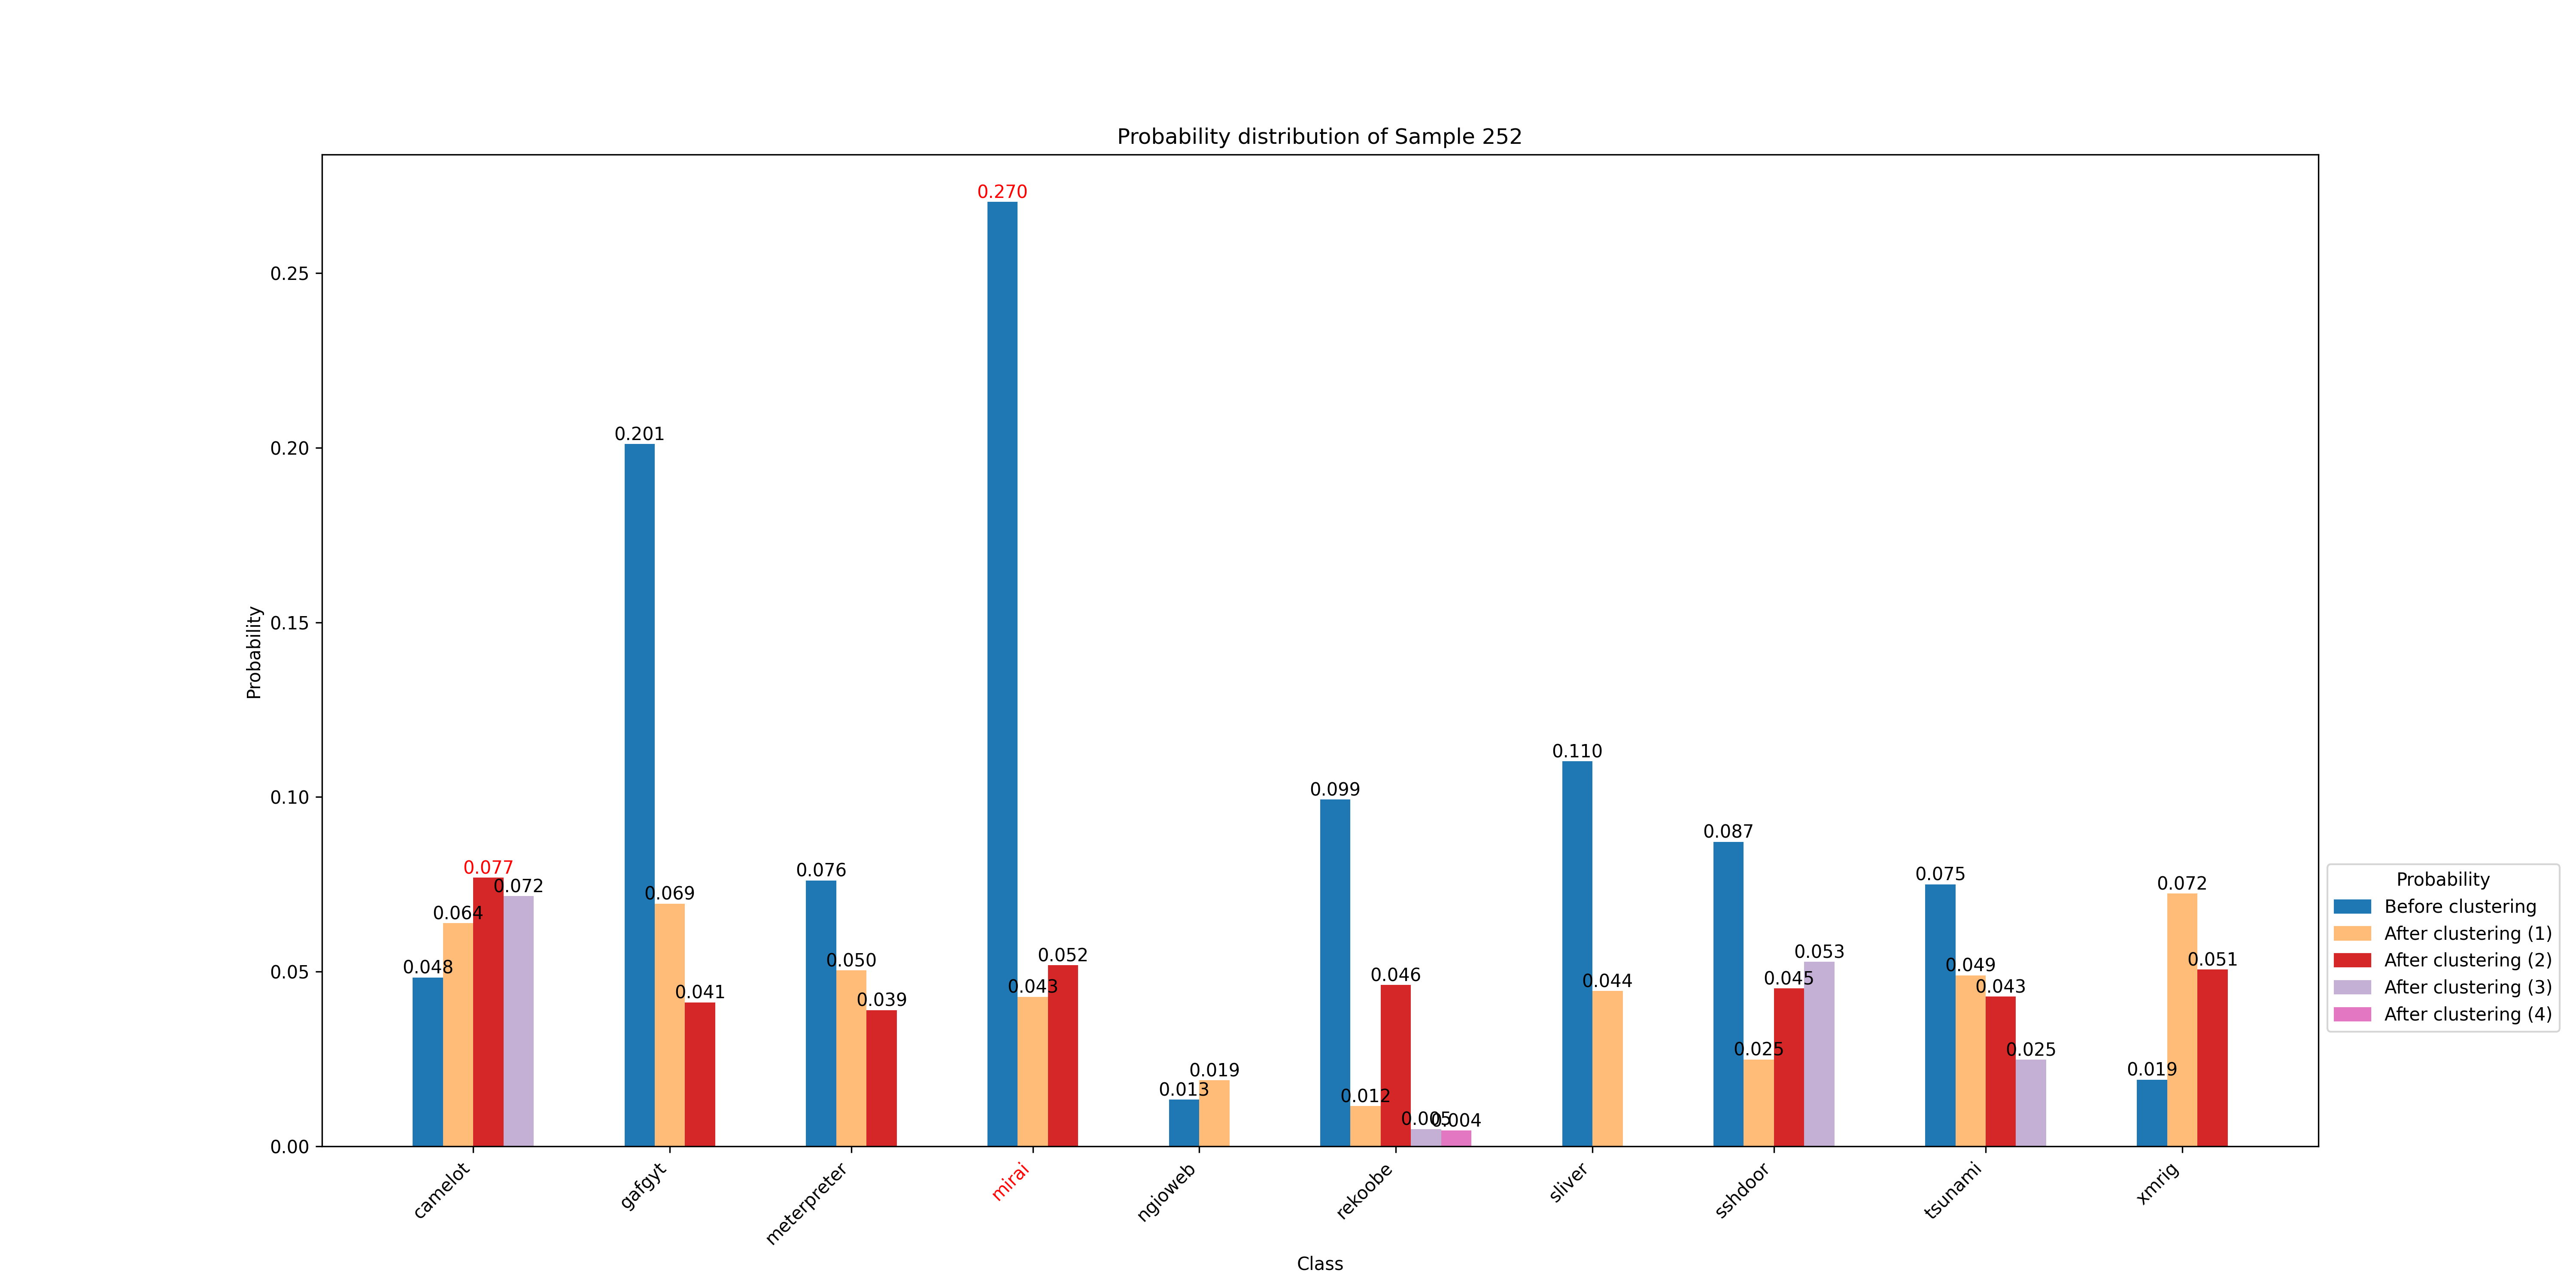 Probability distribution of Sample 252
Probability
0.25
0.20
0.15
0.10
0.05
0.00
0.048
0.064
0.077
0.072
0.201
0.069
0.041
0.076
0.050
0.039
0.270
0.043
0.052
0.013
0.019
0.099
0.012
0.046
0.005
0.004
0.110
0.044
0.087
0.025
0.045
0.053
0.075
0.049
0.043
0.025
0.019
0.072
0.051
camelot
gafgyt
meterpreter
mirai
ngioweb
rekoobe
sliver
sshdoor
tsunami
xmrig
Class
Probability
Before clustering
After clustering (1)
After clustering (2)
After clustering (3)
After clustering (4)